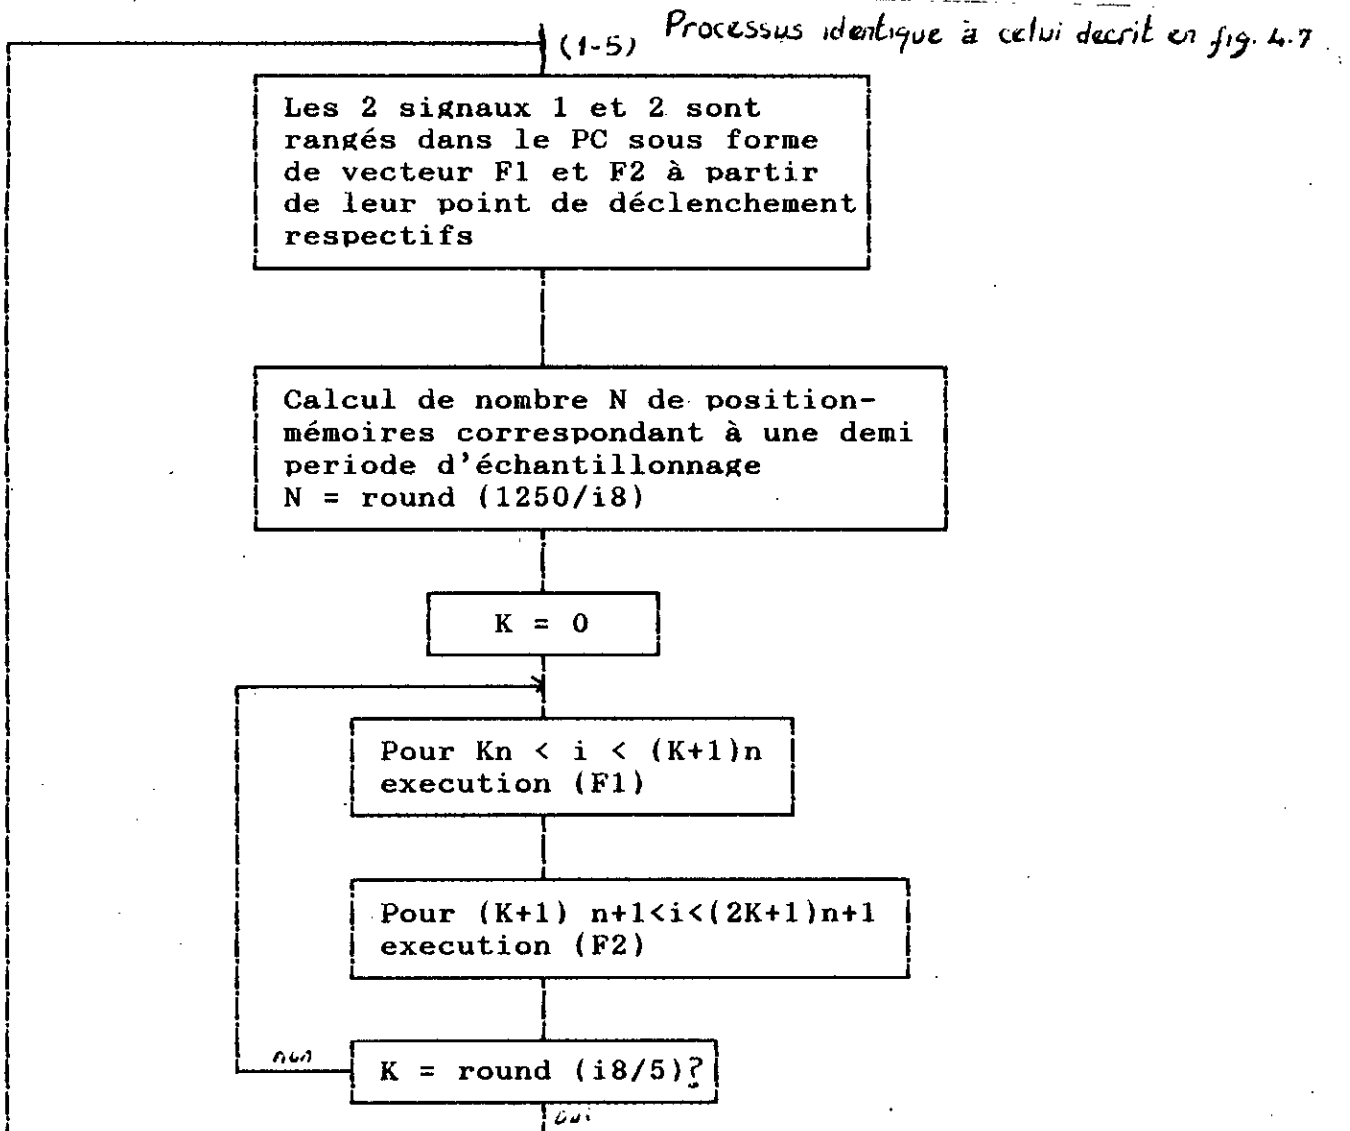 Processus identique à celui decrit en fig. 4.7
(1-5)
Les 2 signaux 1 et 2 sont
rangés dans le PC sous forme
de vecteur F1 et F2 à partir
de leur point de déclenchement
respectifs
Calcul de nombre N de position-
mémoires correspondant à une demi
periode d'échantillonnage
N = round (1250/i8)
K = 0
Pour Kn < i < (K+1)n
execution (F1)
Pour (K+1) n+1<i<(2K+1)n+1
execution (F2)
non
K = round (i8/5)?
oui